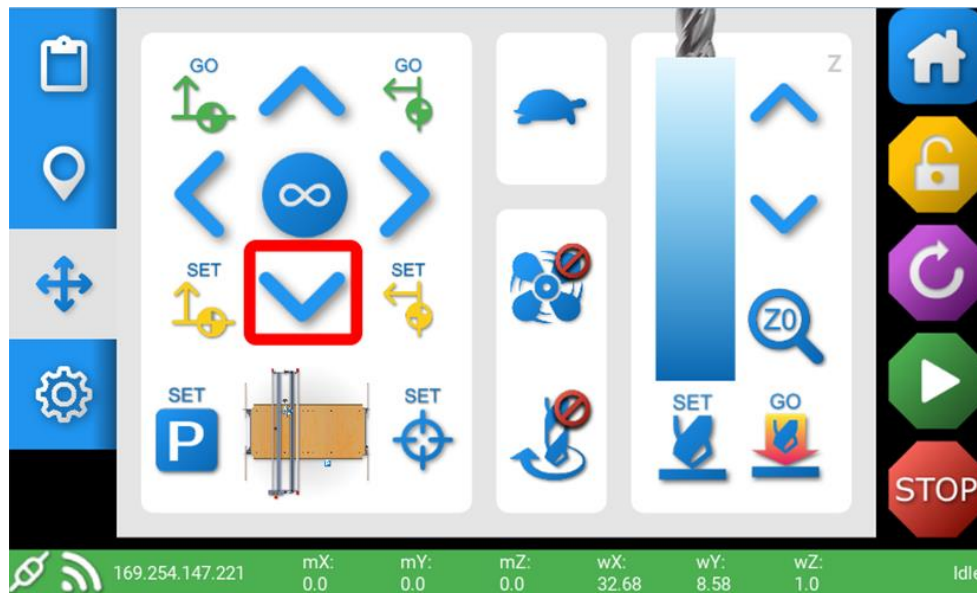 GO
GO
Z
∞
SET
SET
Z0
SET
SET
SET
GO
P
STOP
169.254.147.221
mX:
0.0
mY:
0.0
mZ:
0.0
wX:
32.68
wY:
8.58
wZ:
1.0
Idle